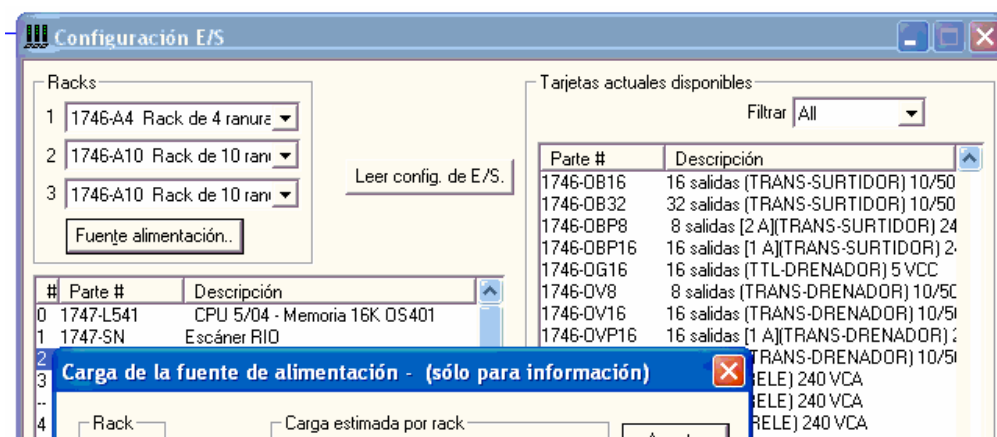 Configuración E/S
Racks
1 1746-A4 Rack de 4 ranura
2 1746-A10 Rack de 10 ran
3 1746-A10 Rack de 10 ran
Fuente alimentación..
Leer config. de E/S.
Tarjetas actuales disponibles
Filtrar All
Parte # Descripción
1746-OB16 16 salidas (TRANS-SURTIDOR) 10/50
1746-OB32 32 salidas (TRANS-SURTIDOR) 10/50
1746-OBP8 8 salidas [2 A](TRANS-SURTIDOR) 24
1746-OBP16 16 salidas [1 A](TRANS-SURTIDOR) 2
1746-OG16 16 salidas (TTL-DRENADOR) 5 VCC
1746-OV8 8 salidas (TRANS-DRENADOR) 10/50
1746-OV16 16 salidas (TRANS-DRENADOR) 10/50
1746-OVP16 16 salidas [1 A](TRANS-DRENADOR) 2
TRANS-DRENADOR) 10/50
RELE) 240 VCA
RELE) 240 VCA
RELE) 240 VCA
# Parte # Descripción
0 1747-L541 CPU 5/04 - Memoria 16K OS401
1 1747-SN Escáner RIO
2
3
--
4
Carga de la fuente de alimentación - (sólo para información)
Rack
Carga estimada por rack